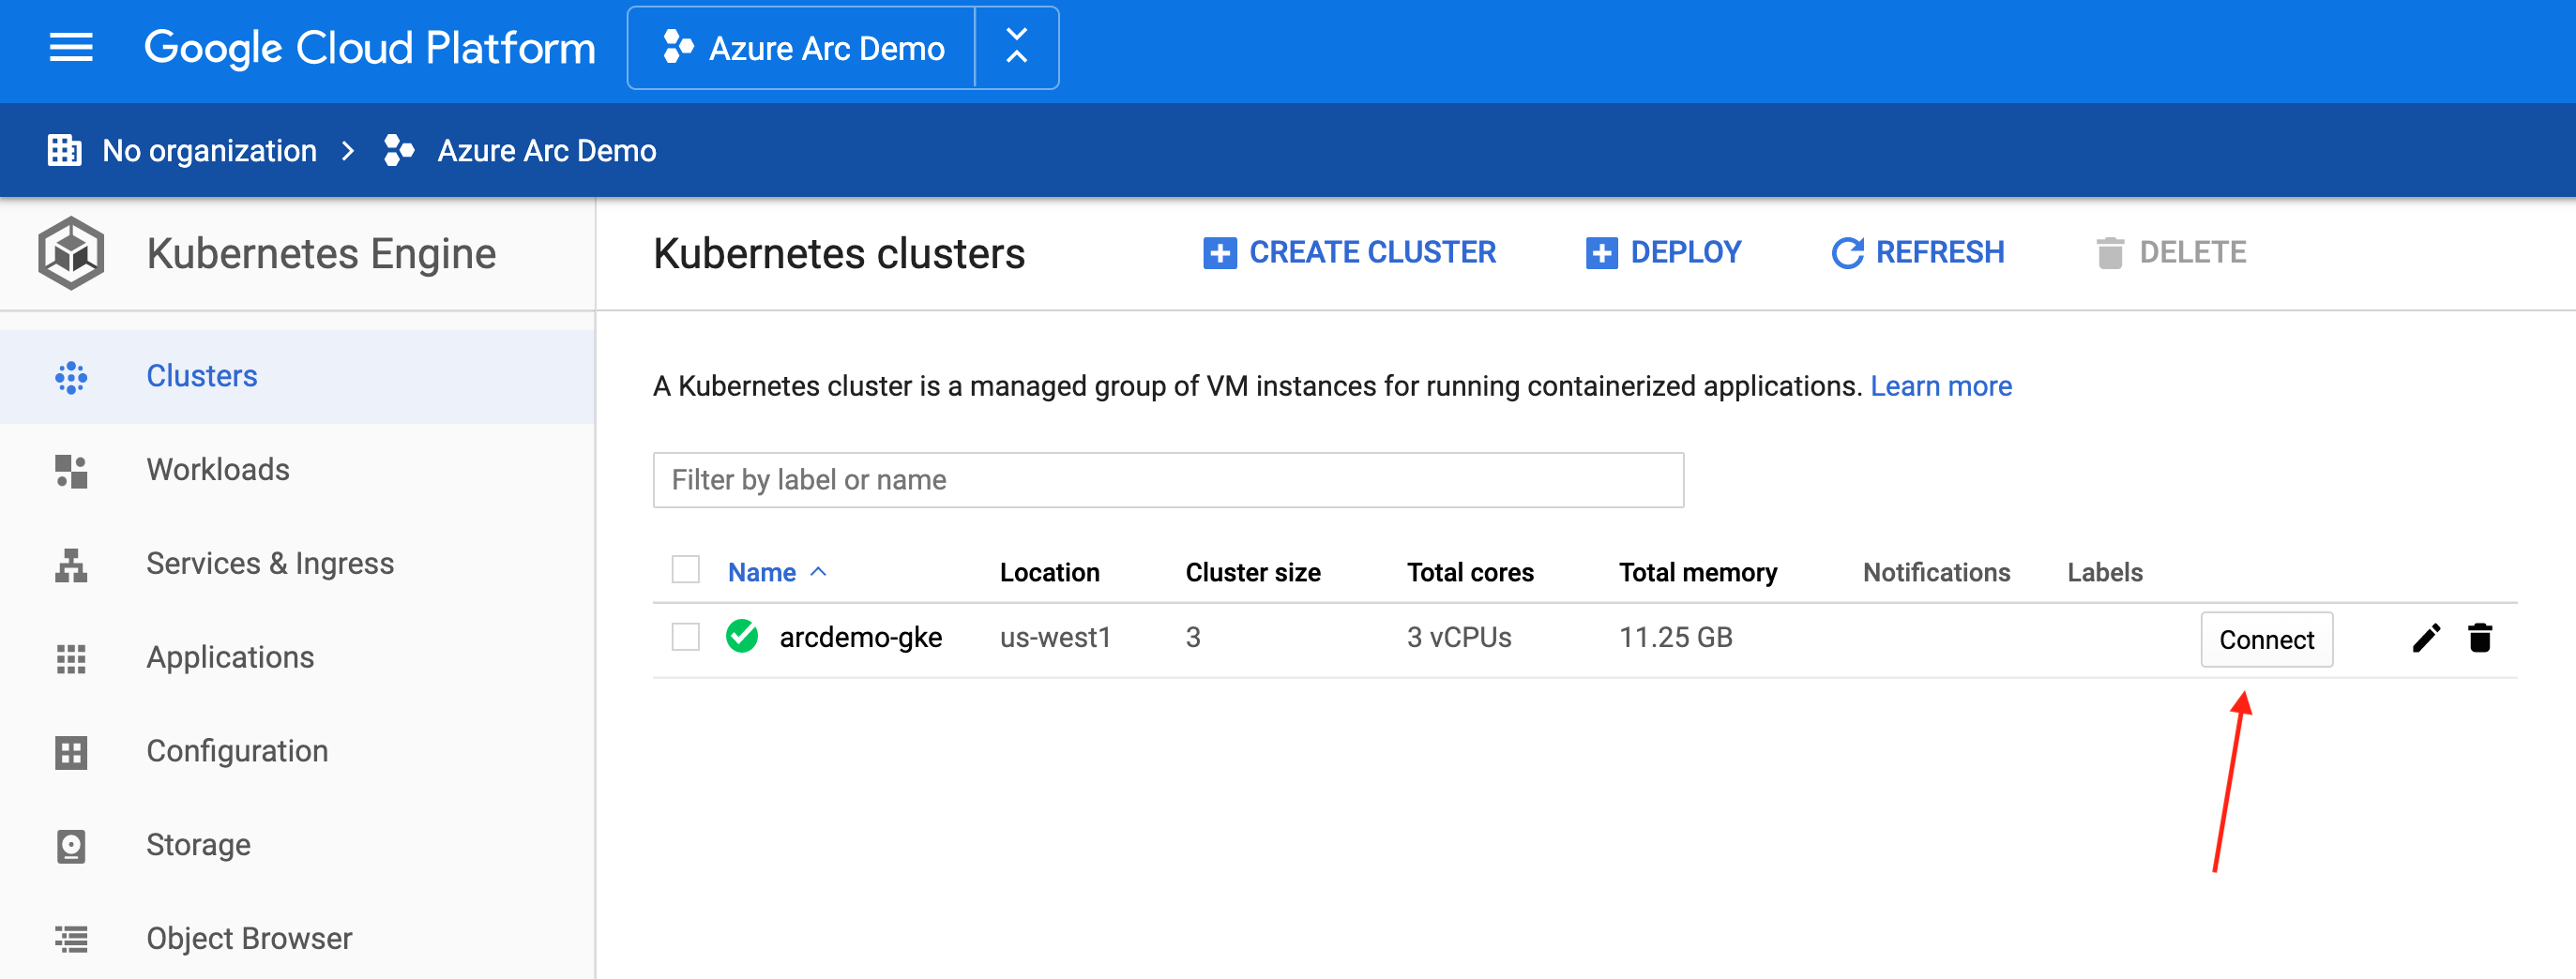 Google Cloud Platform Azure Arc Demo
No organization > Azure Arc Demo
Kubernetes Engine
Clusters
Workloads
Services & Ingress
Applications
Configuration
Storage
Object Browser
Kubernetes clusters CREATE CLUSTER DEPLOY REFRESH DELETE
A Kubernetes cluster is a managed group of VM instances for running containerized applications. Learn more
Filter by label or name
Name Location Cluster size Total cores Total memory Notifications Labels
arcdemo-gke us-west1 3 3 vCPUs 11.25 GB Connect